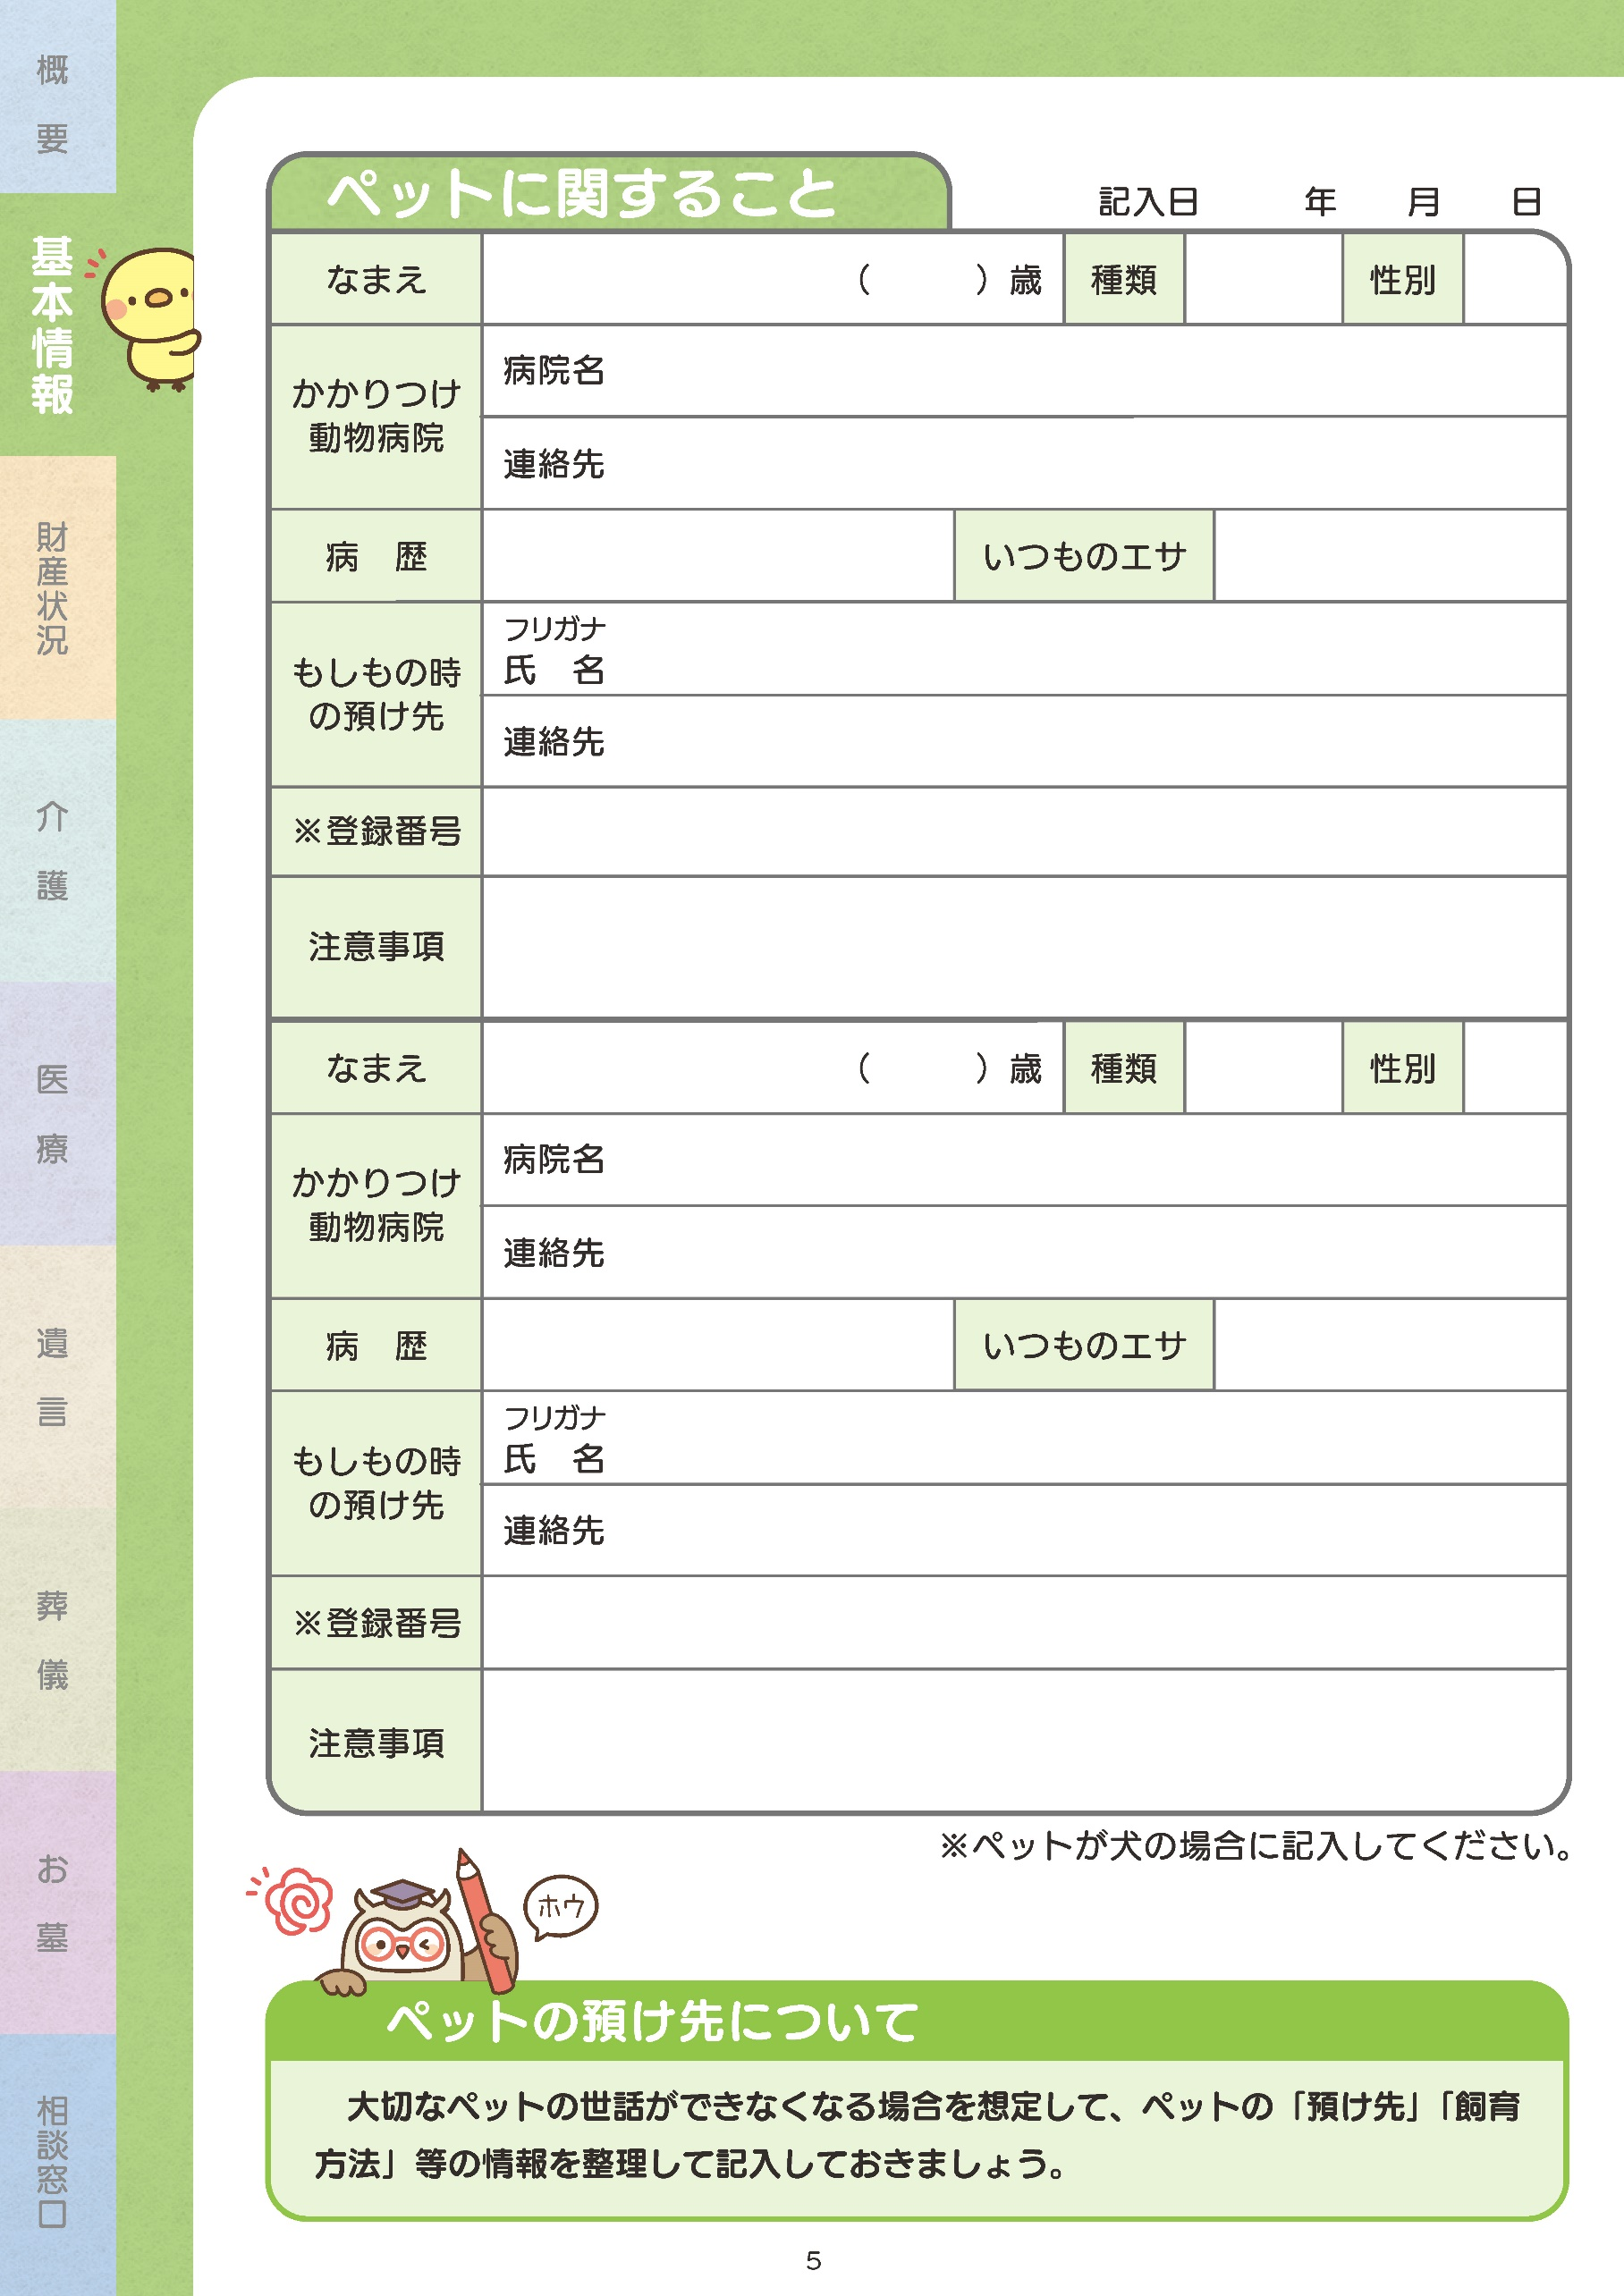 概要
基本情報
財産状況
介護
医療
遺言
葬儀
お墓
相談窓口
ペットに関すること
記入日　年　月　日
なまえ　（　）歳　種類　性別
かかりつけ
動物病院
病院名
連絡先
病　歴　いつものエサ
もしもの時
の預け先
フリガナ
氏　名
連絡先
※登録番号
注意事項
なまえ　（　）歳　種類　性別
かかりつけ
動物病院
病院名
連絡先
病　歴　いつものエサ
もしもの時
の預け先
フリガナ
氏　名
連絡先
※登録番号
注意事項
※ペットが犬の場合に記入してください。
ホウ
ペットの預け先について
大切なペットの世話ができなくなる場合を想定して、ペットの「預け先」「飼育
方法」等の情報を整理して記入しておきましょう。
5